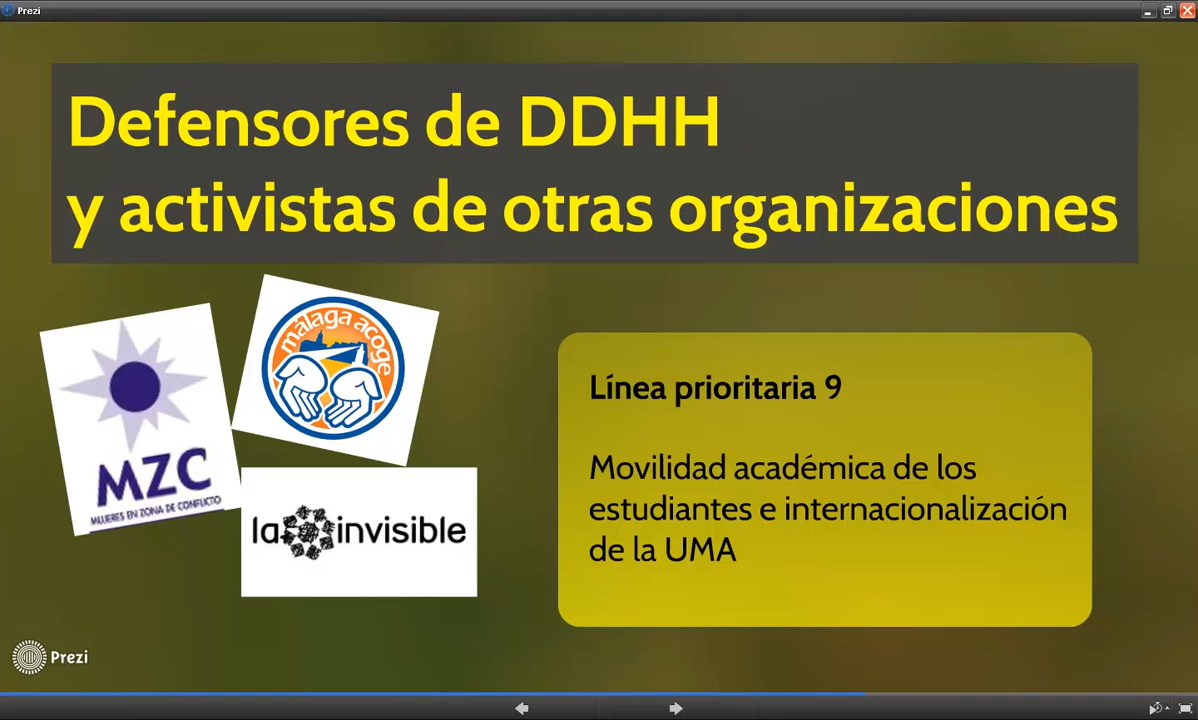 Prezi
Defensores de DDHH
y activistas de otras organizaciones
málaga acoge
MZC
MUJERES EN ZONA DE CONFLICTO
la invisible
Línea prioritaria 9
Movilidad académica de los
estudiantes e internacionalización
de la UMA
Prezi